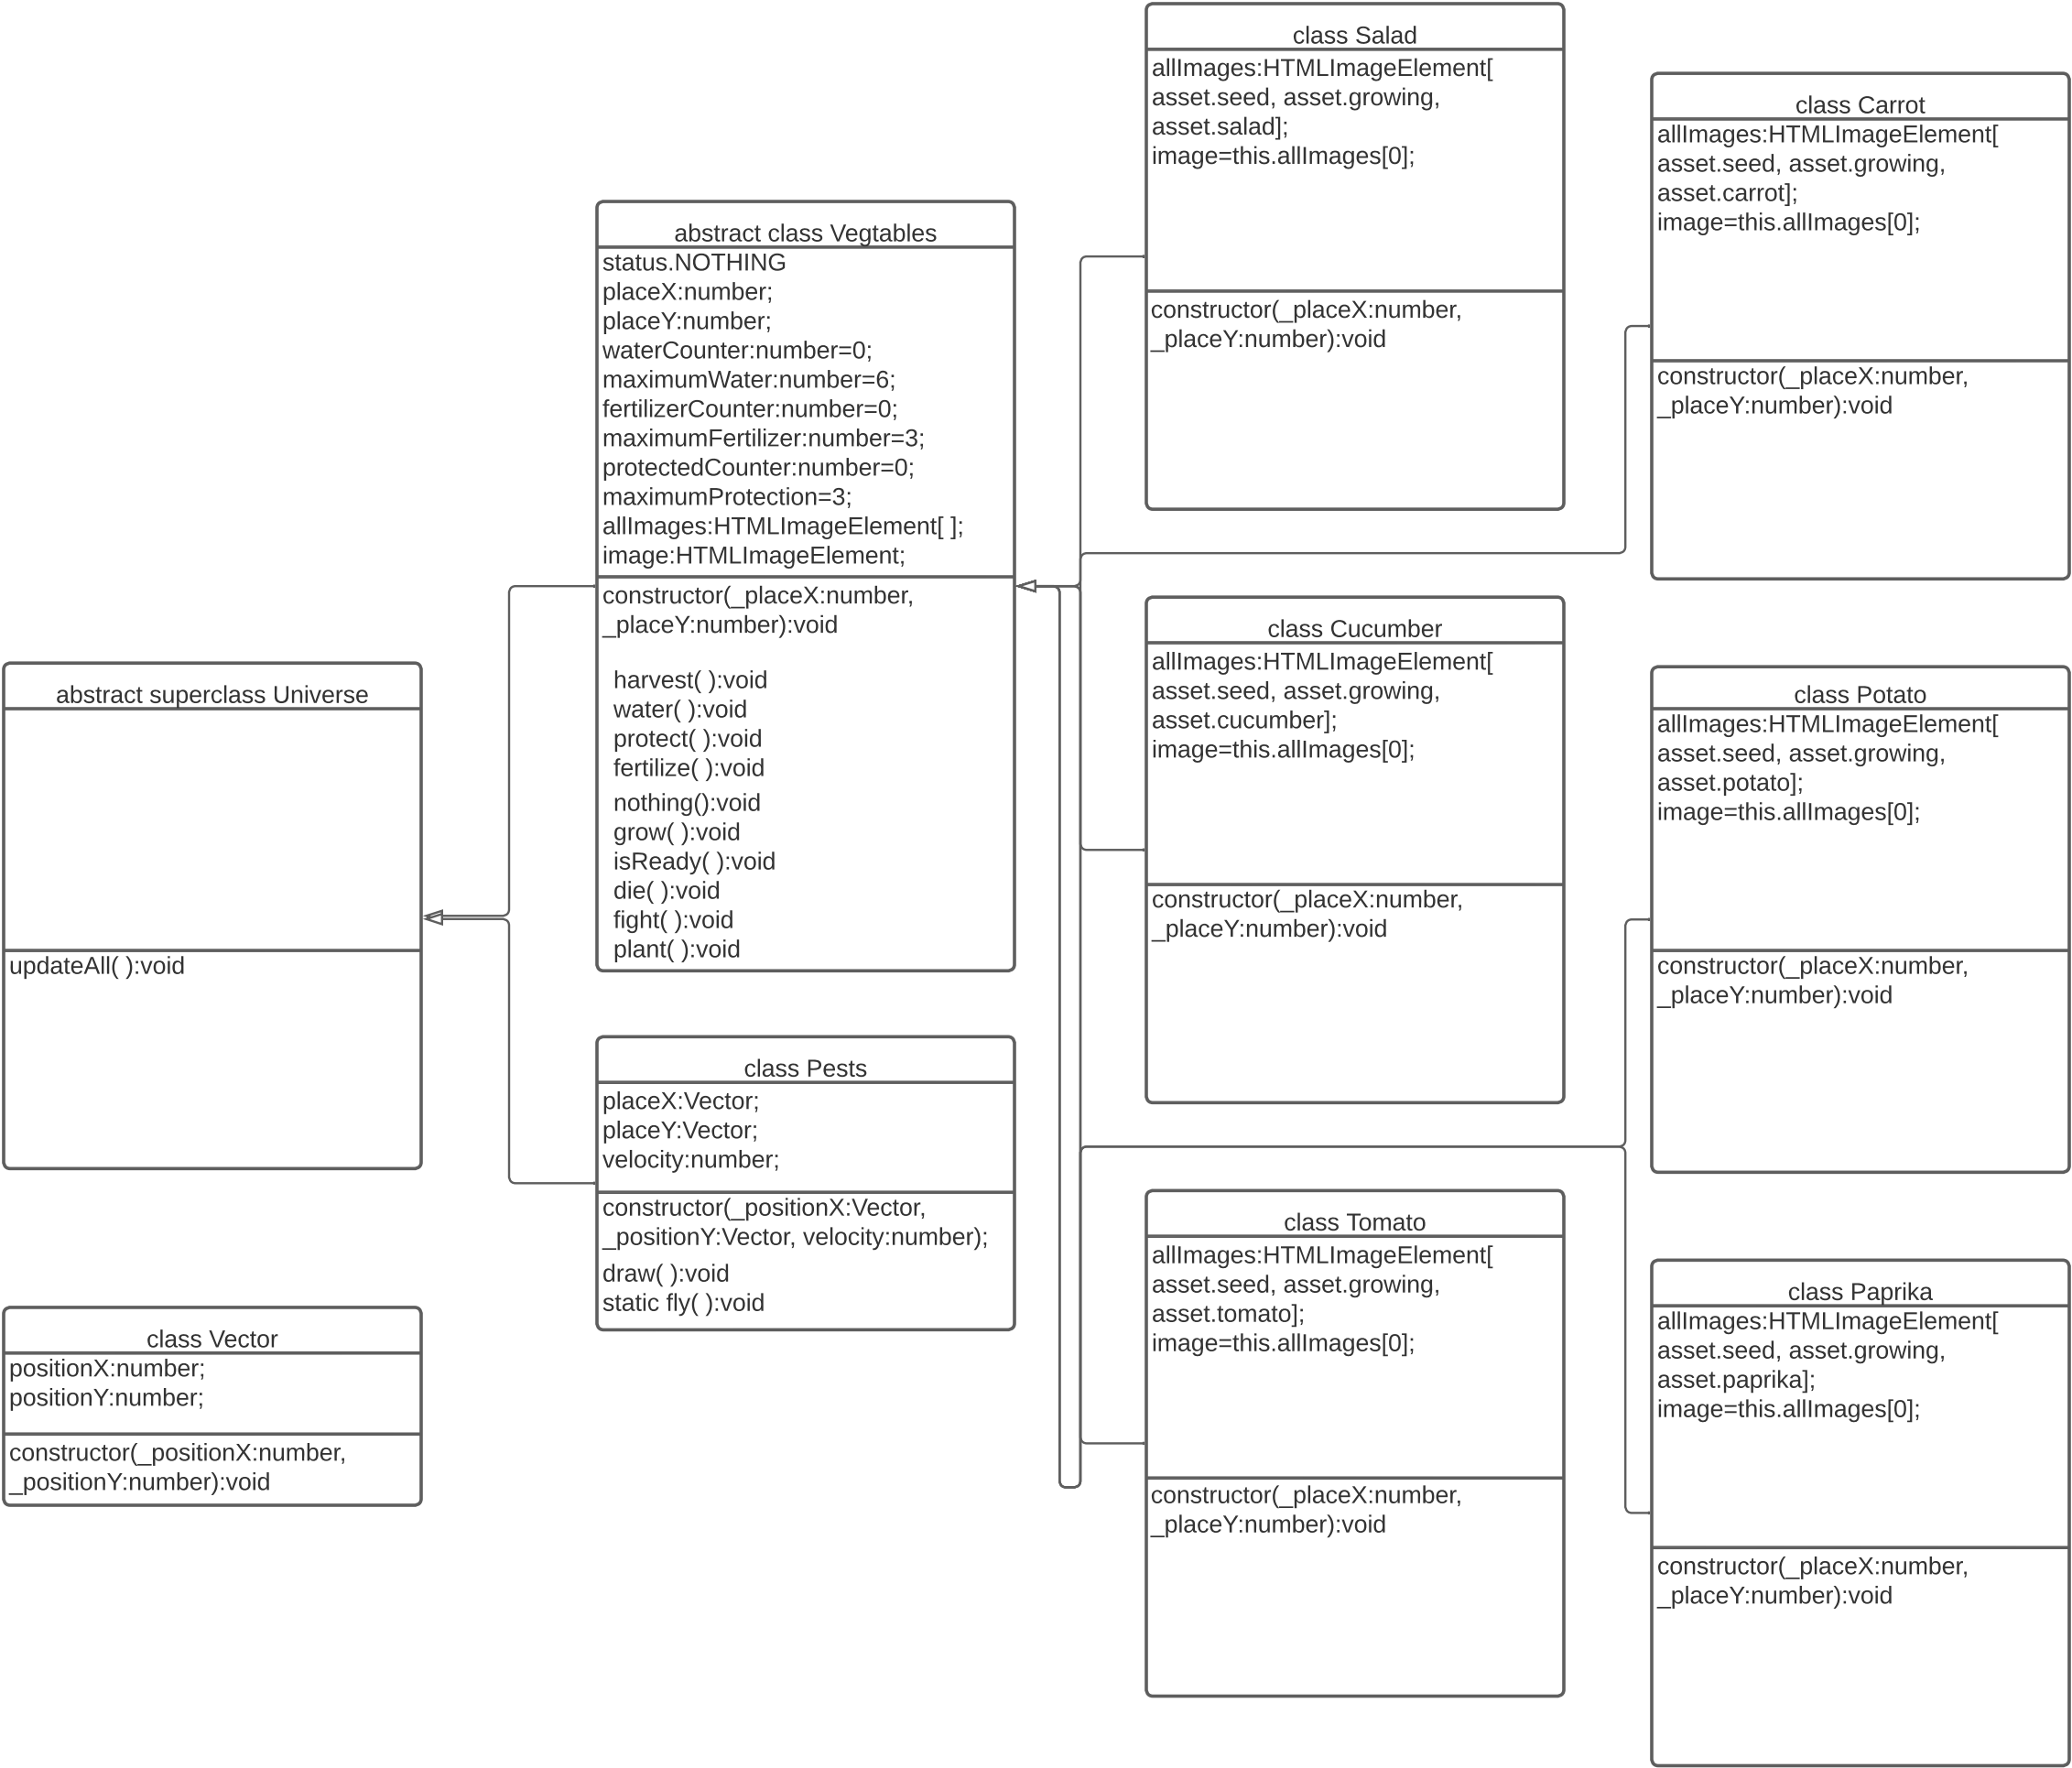 abstract superclass Universe
updateAll( ):void
class Vector
positionX:number;
positionY:number;
constructor(_positionX:number,
_positionY:number):void
abstract class Vegtables
status.NOTHING
placeX:number;
placeY:number;
waterCounter:number=0;
maximumWater:number=6;
fertilizerCounter:number=0;
maximumFertilizer:number=3;
protectedCounter:number=0;
maximumProtection=3;
allImages:HTMLImageElement[ ];
image:HTMLImageElement;
constructor(_placeX:number,
_placeY:number):void
harvest( ):void
water( ):void
protect( ):void
fertilize( ):void
nothing():void
grow( ):void
isReady( ):void
die( ):void
fight( ):void
plant( ):void
class Pests
placeX:Vector;
placeY:Vector;
velocity:number;
constructor(_positionX:Vector,
_positionY:Vector, velocity:number);
draw( ):void
static fly( ):void
class Salad
allImages:HTMLImageElement[
asset.seed, asset.growing,
asset.salad];
image=this.allImages[0];
constructor(_placeX:number,
_placeY:number):void
class Cucumber
allImages:HTMLImageElement[
asset.seed, asset.growing,
asset.cucumber];
image=this.allImages[0];
constructor(_placeX:number,
_placeY:number):void
class Tomato
allImages:HTMLImageElement[
asset.seed, asset.growing,
asset.tomato];
image=this.allImages[0];
constructor(_placeX:number,
_placeY:number):void
class Carrot
allImages:HTMLImageElement[
asset.seed, asset.growing,
asset.carrot];
image=this.allImages[0];
constructor(_placeX:number,
_placeY:number):void
class Potato
allImages:HTMLImageElement[
asset.seed, asset.growing,
asset.potato];
image=this.allImages[0];
constructor(_placeX:number,
_placeY:number):void
class Paprika
allImages:HTMLImageElement[
asset.seed, asset.growing,
asset.paprika];
image=this.allImages[0];
constructor(_placeX:number,
_placeY:number):void